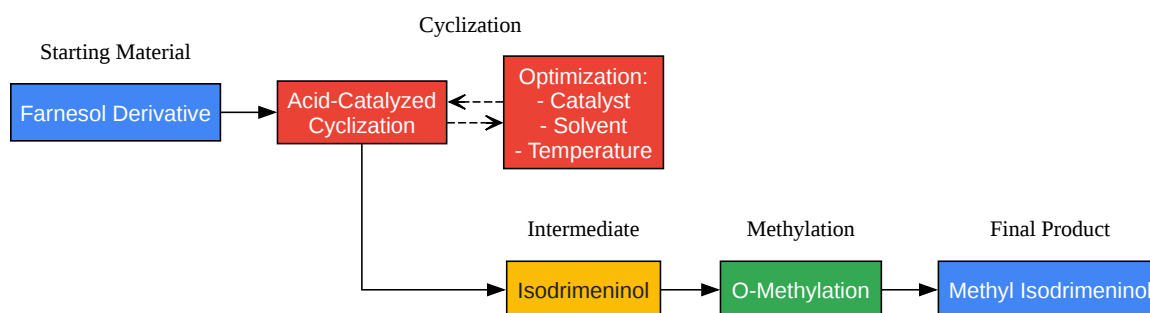 Cyclization
Starting Material
Farnesol Derivative
Acid-Catalyzed
Cyclization
Optimization:
- Catalyst
- Solvent
- Temperature
Intermediate
Methylation
Final Product
Isodrimeninol
O-Methylation
Methyl Isodrimeninol